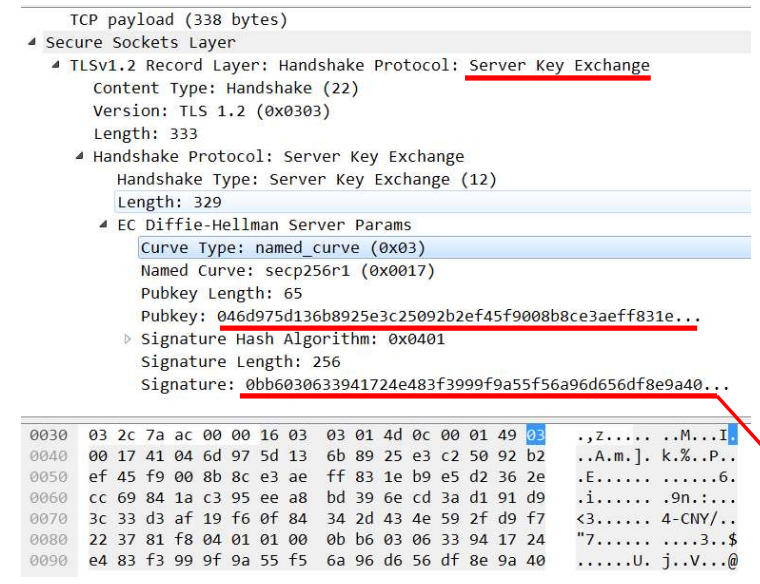 TCP payload (338 bytes)
Secure Sockets Layer
TLSv1.2 Record Layer: Handshake Protocol: Server Key Exchange
Content Type: Handshake (22)
Version: TLS 1.2 (0x0303)
Length: 333
Handshake Protocol: Server Key Exchange
Handshake Type: Server Key Exchange (12)
Length: 329
EC Diffie-Hellman Server Params
Curve Type: named_curve (0x03)
Named Curve: secp256r1 (0x0017)
Pubkey Length: 65
Pubkey: 046d975d136b8925e3c25092b2ef45f9008b8ce3aeff831e...
Signature Hash Algorithm: 0x0401
Signature Length: 256
Signature: 0bb6030633941724e483f3999f9a55f56a96d656df8e9a40...
0030 03 2c 7a ac 00 00 16 03 03 01 4d 0c 00 01 49 03 .,z..... ..M...I.
0040 00 17 41 04 6d 97 5d 13 6b 89 25 e3 c2 50 92 b2 ..A.m.]. k.%..P..
0050 ef 45 f9 00 8b 8c e3 ae ff 83 1e b9 e5 d2 36 2e .E...... ......6.
0060 cc 69 84 1a c3 95 ee a8 bd 39 6e cd 3a d1 91 d9 .i...... .9n.:...
0070 3c 33 d3 af 19 f6 0f 84 34 2d 43 4e 59 2f d9 f7 <3...... 4-CNY/..
0080 22 37 81 f8 04 01 01 00 0b b6 03 06 33 94 17 24 "7...... ....3..$
0090 e4 83 f3 99 9f 9a 55 f5 6a 96 d6 56 df 8e 9a 40 ......U. j..V...@